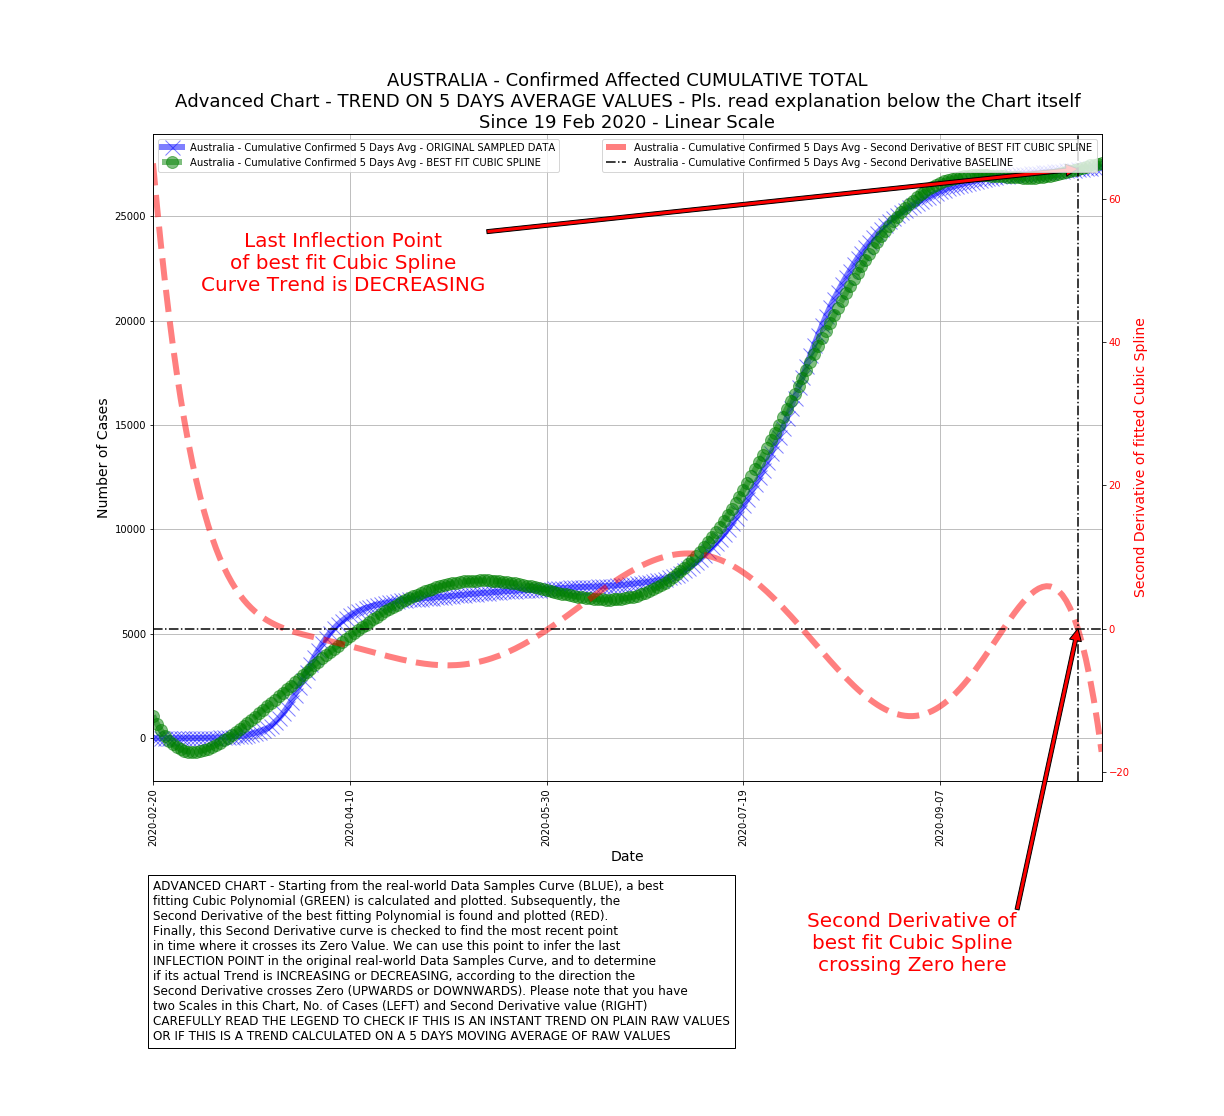 AUSTRALIA - Confirmed Affected CUMULATIVE TOTAL
Advanced Chart - TREND ON 5 DAYS AVERAGE VALUES - Pls. read explanation below the Chart itself
Since 19 Feb 2020 - Linear Scale
Australia - Cumulative Confirmed 5 Days Avg - ORIGINAL SAMPLED DATA
Australia - Cumulative Confirmed 5 Days Avg - BEST FIT CUBIC SPLINE
Australia - Cumulative Confirmed 5 Days Avg - Second Derivative of BEST FIT CUBIC SPLINE
Australia - Cumulative Confirmed 5 Days Avg - Second Derivative BASELINE
Last Inflection Point
of best fit Cubic Spline
Curve Trend is DECREASING
Number of Cases
25000
20000
15000
10000
5000
0
Second Derivative of fitted Cubic Spline
60
40
20
0
−20
2020-02-20
2020-04-10
2020-05-30
2020-07-19
2020-09-07
Date
ADVANCED CHART - Starting from the real-world Data Samples Curve (BLUE), a best
fitting Cubic Polynomial (GREEN) is calculated and plotted. Subsequently, the
Second Derivative of the best fitting Polynomial is found and plotted (RED).
Finally, this Second Derivative curve is checked to find the most recent point
in time where it crosses its Zero Value. We can use this point to infer the last
INFLECTION POINT in the original real-world Data Samples Curve, and to determine
if its actual Trend is INCREASING or DECREASING, according to the direction the
Second Derivative crosses Zero (UPWARDS or DOWNWARDS). Please note that you have
two Scales in this Chart, No. of Cases (LEFT) and Second Derivative value (RIGHT)
CAREFULLY READ THE LEGEND TO CHECK IF THIS IS AN INSTANT TREND ON PLAIN RAW VALUES
OR IF THIS IS A TREND CALCULATED ON A 5 DAYS MOVING AVERAGE OF RAW VALUES
Second Derivative of
best fit Cubic Spline
crossing Zero here